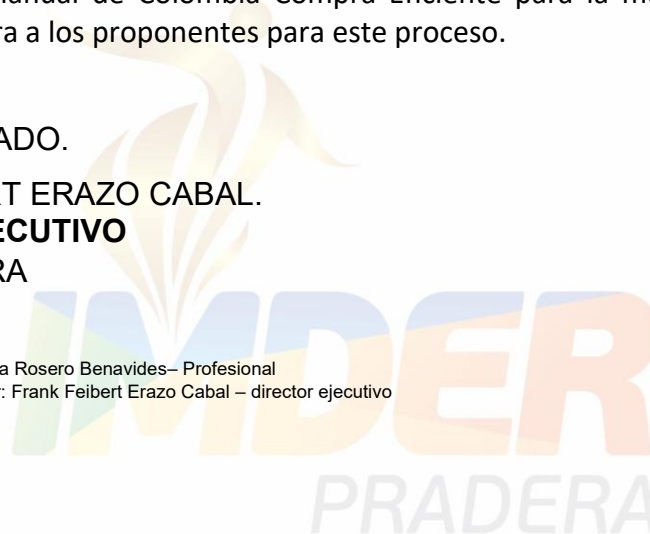 manual de Colombia Compra Eficiente para la
a a los proponentes para este proceso.
ADO.
T ERAZO CABAL.
ECUTIVO
RA
a Rosero Benavides– Profesional
: Frank Feibert Erazo Cabal – director ejecutivo
IMDER
PRADERA